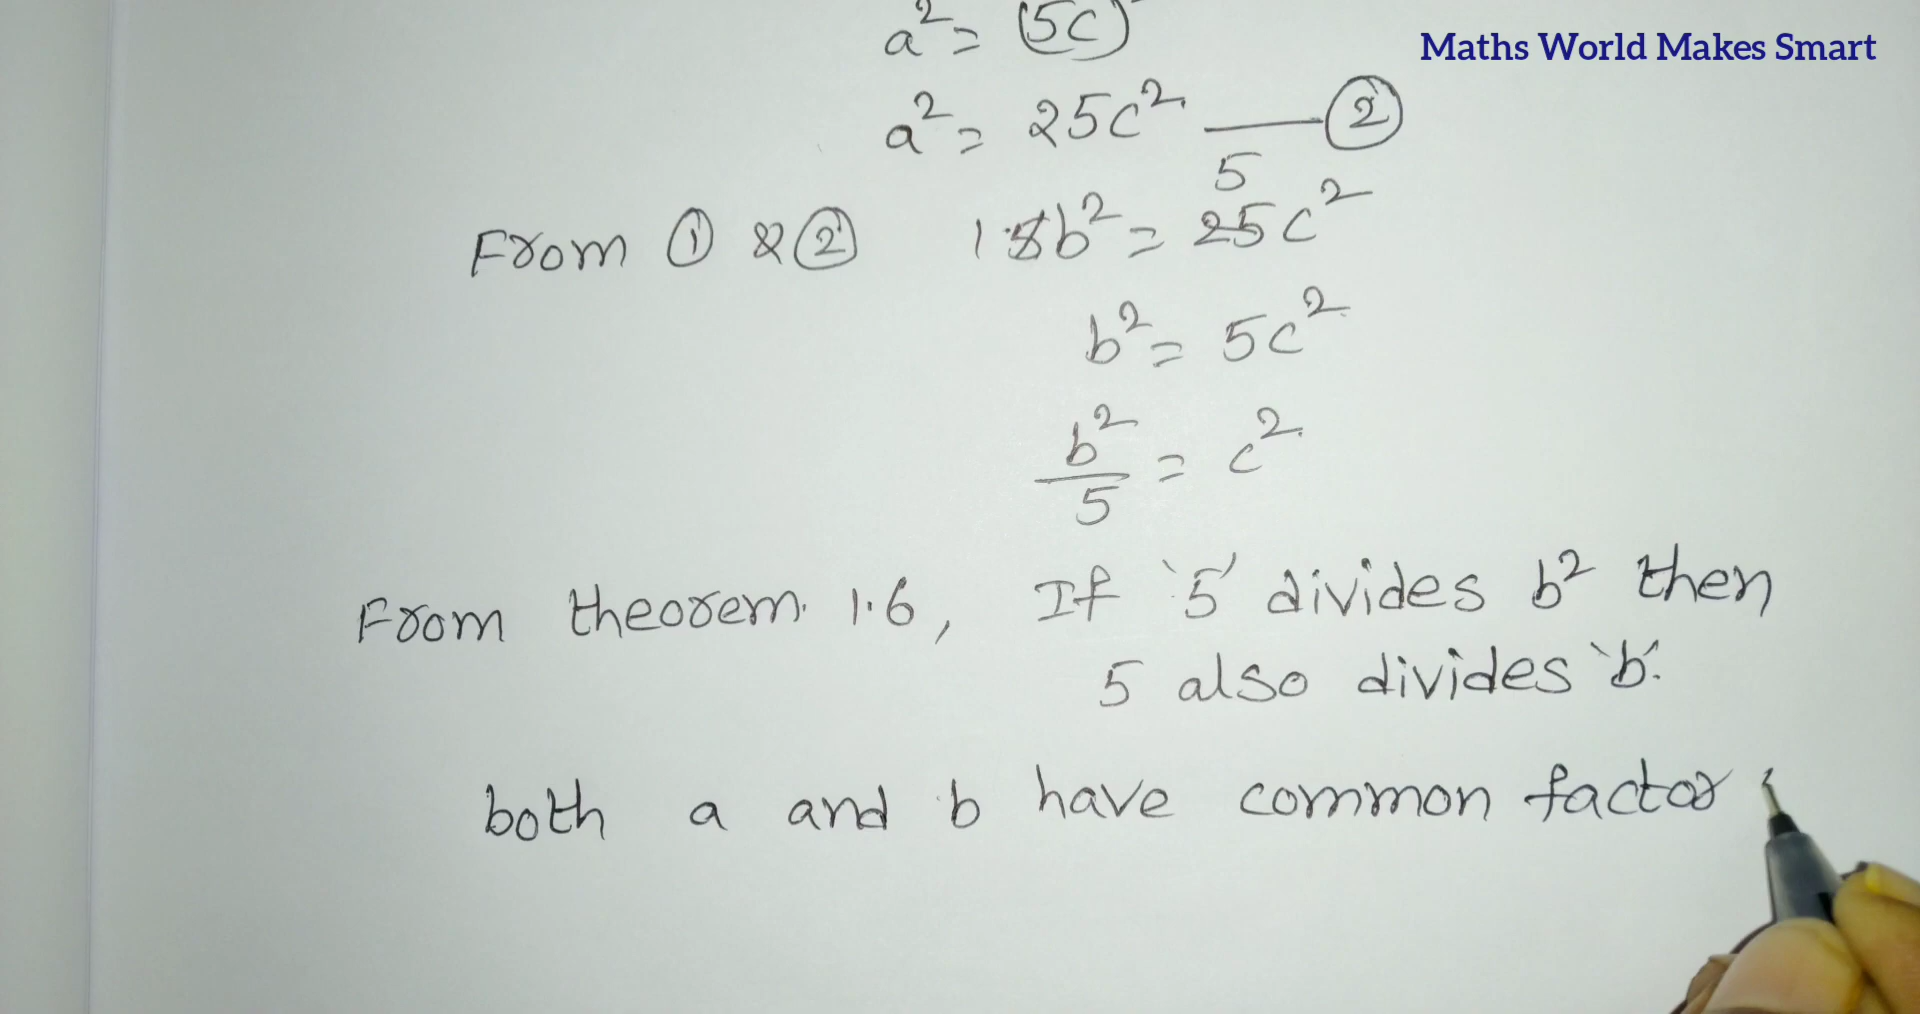 a² = (5c)²
Maths World Makes Smart
a² = 25c² —— ②
5
From ① & ② 1 5b² = 25c²
b² = 5c²
b²/5 = c²
From theorem 1.6, If '5' divides b² then
5 also divides 'b'.
both a and b have common factor